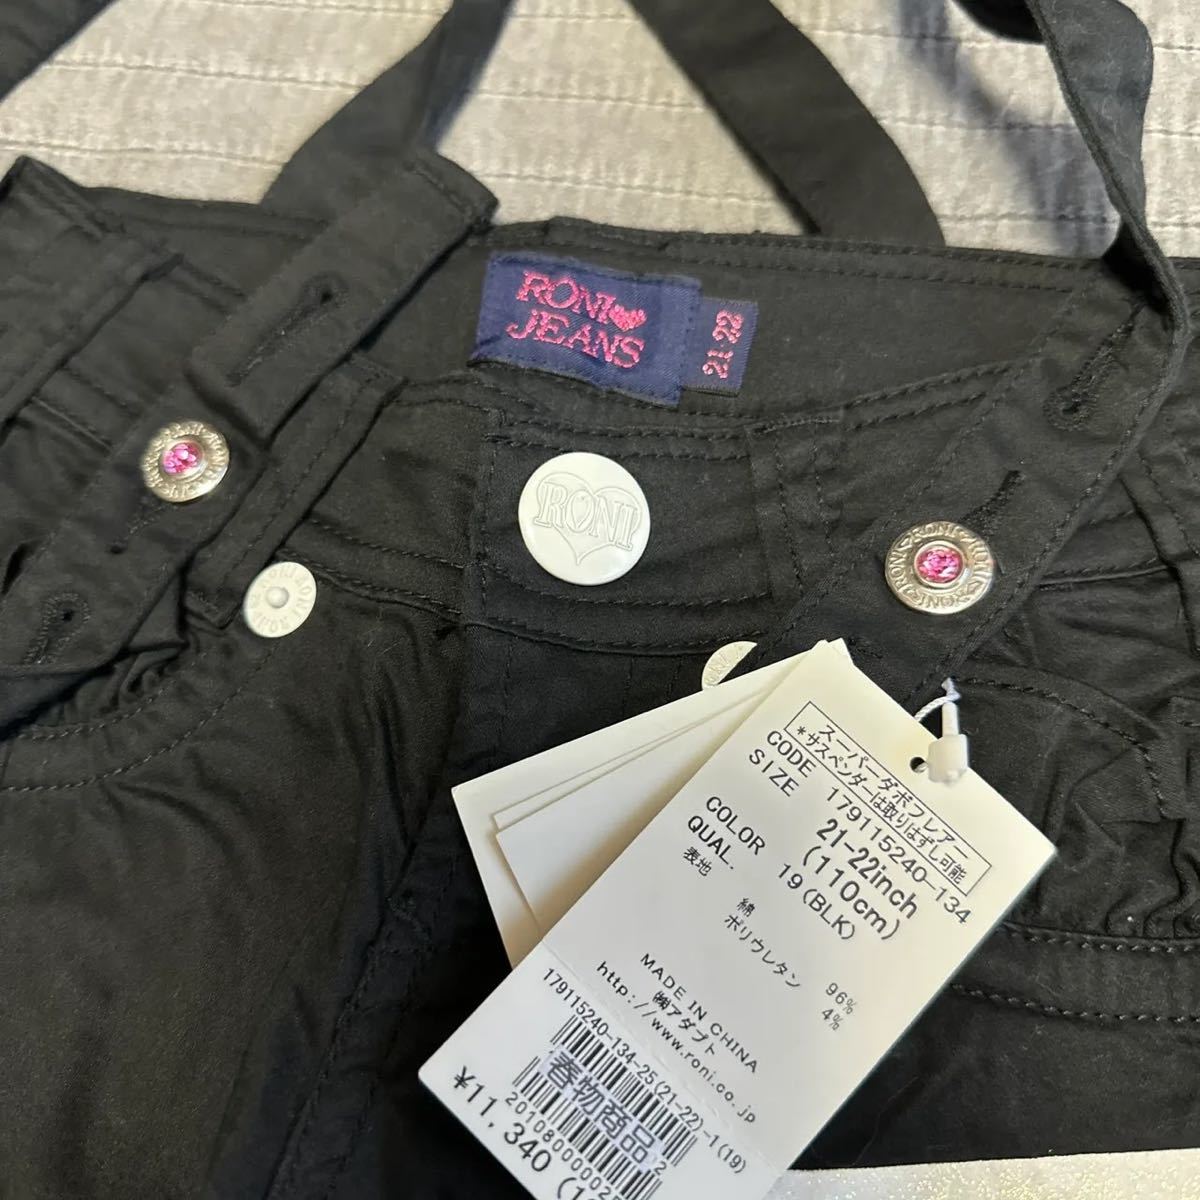 RONI
JEANS
21・22
RONI
RONI
スーパーダボフレアー
*サスペンダーは取りはずし可能
CODE 179115240-134
SIZE 21-22inch
(110cm)
COLOR 19(BLK)
QUAL.
表地 綿 96%
ポリウレタン 4%
MADE IN CHINA
㈱アダプト
http://www.roni.co.jp
179115240-134-25(21-22)-1(19)
春物商品
¥11,340